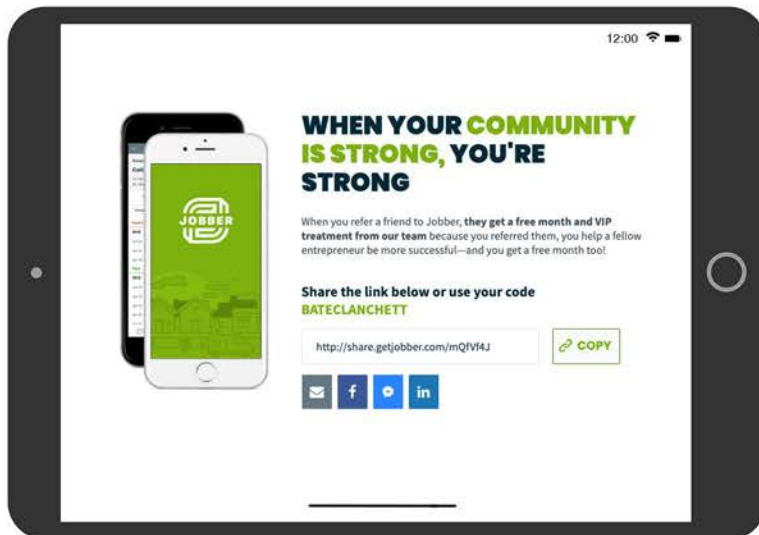 12:00
WHEN YOUR COMMUNITY
IS STRONG, YOU'RE
STRONG
JOBBER
When you refer a friend to Jobber, they get a free month and VIP
treatment from our team because you referred them, you help a fellow
entrepreneur be more successful—and you get a free month too!
Share the link below or use your code
BATECLANCHETT
http://share.getjobber.com/mQfVf4J
COPY
f
in